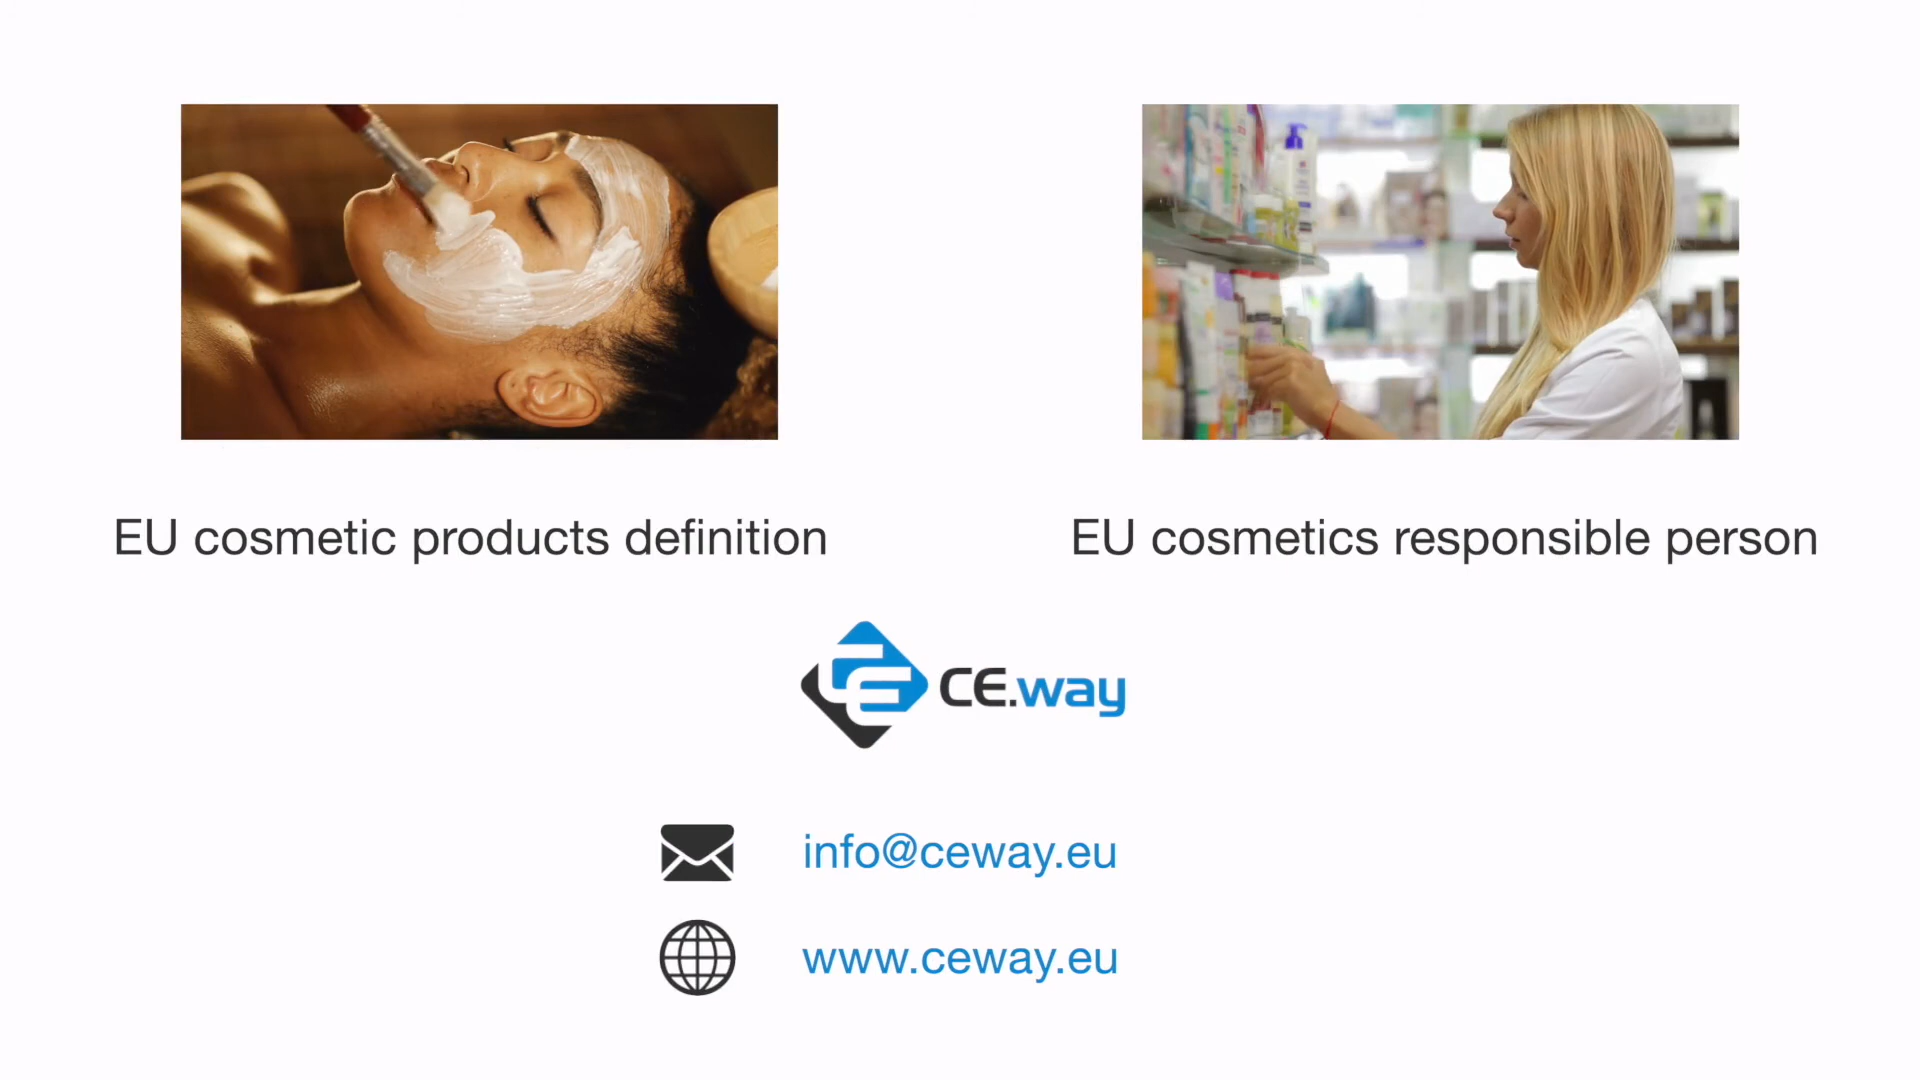 EU cosmetic products definition
EU cosmetics responsible person
CE.way
info@ceway.eu
www.ceway.eu